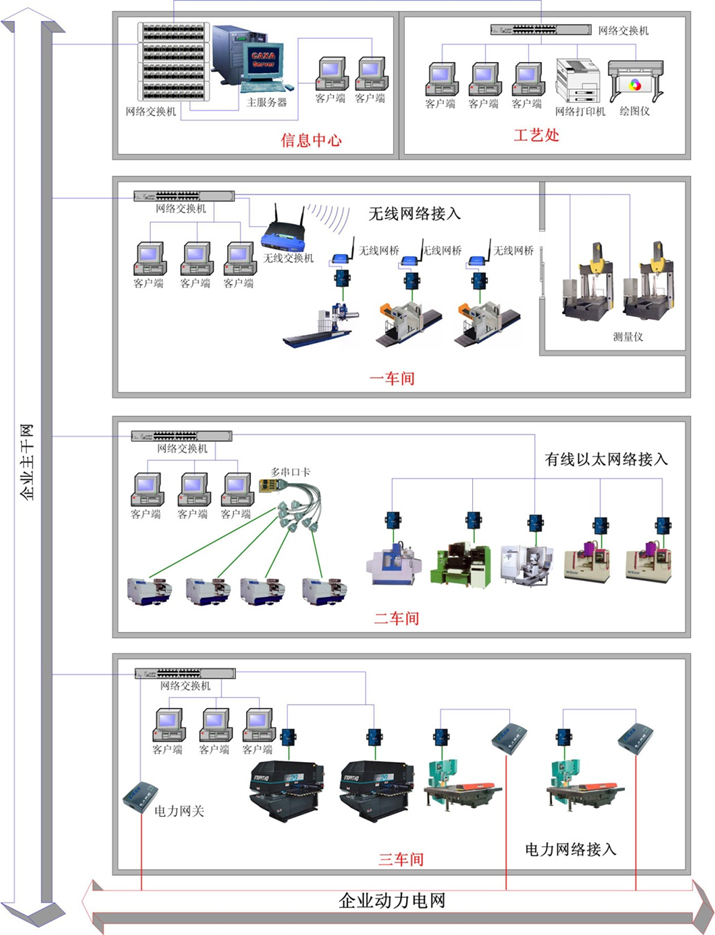 网络交换机
CAXA
Server
主服务器
客户端
客户端
网络交换机
信息中心
客户端
客户端
客户端
网络打印机
绘图仪
工艺处
网络交换机
无线网络接入
无线交换机
无线网桥
无线网桥
无线网桥
客户端
客户端
客户端
测量仪
一车间
企业主干网
网络交换机
多串口卡
有线以太网络接入
客户端
客户端
客户端
二车间
网络交换机
客户端
客户端
客户端
电力网关
电力网络接入
三车间
企业动力电网